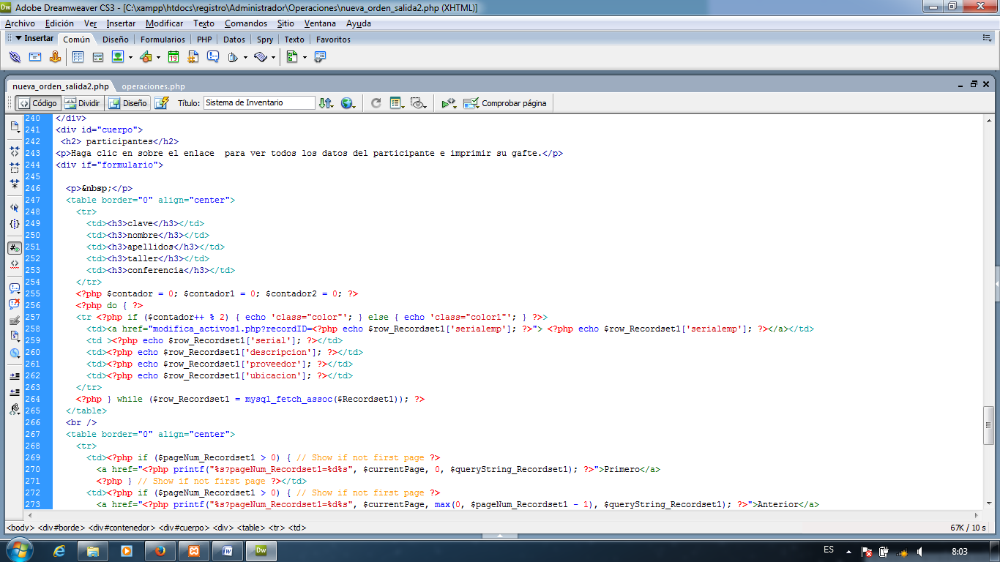 Adobe Dreamweaver CS3 - [C:\xampp\htdocs\registro\Administrador\Operaciones\nueva_orden_salida2.php (XHTML)]
Archivo Edición Ver Insertar Modificar Texto Comandos Sitio Ventana Ayuda
Insertar Común Diseño Formularios PHP Datos Spry Texto Favoritos
nueva_orden_salida2.php operaciones.php
Código Dividir Diseño Título: Sistema de Inventario Comprobar página
240 </div>
241 <div id="cuerpo">
242 <h2> participantes</h2>
243 <p>Haga clic en sobre el enlace  para ver todos los datos del participante e imprimir su gafte.</p>
244 <div if="formulario">
245
246 <p>&nbsp;</p>
247 <table border="0" align="center">
248 <tr>
249 <td><h3>clave</h3></td>
250 <td><h3>nombre</h3></td>
251 <td><h3>apellidos</h3></td>
252 <td><h3>taller</h3></td>
253 <td><h3>conferencia</h3></td>
254 </tr>
255 <?php $contador = 0; $contador1 = 0; $contador2 = 0; ?>
256 <?php do { ?>
257 <tr <?php if ($contador++ % 2) { echo 'class="color"'; } else { echo 'class="color1"'; } ?>>
258 <td><a href="modifica_activos1.php?recordID=<?php echo $row_Recordset1['serialemp']; ?>"> <?php echo $row_Recordset1['serialemp']; ?></a></td>
259 <td ><?php echo $row_Recordset1['serial']; ?></td>
260 <td><?php echo $row_Recordset1['descripcion']; ?></td>
261 <td><?php echo $row_Recordset1['proveedor']; ?></td>
262 <td><?php echo $row_Recordset1['ubicacion']; ?></td>
263 </tr>
264 <?php } while ($row_Recordset1 = mysql_fetch_assoc($Recordset1)); ?>
265 </table>
266 <br />
267 <table border="0" align="center">
268 <tr>
269 <td><?php if ($pageNum_Recordset1 > 0) { // Show if not first page ?>
270 <a href="<?php printf("%s?pageNum_Recordset1=%d%s", $currentPage, 0, $queryString_Recordset1); ?>">Primero</a>
271 <?php } // Show if not first page ?></td>
272 <td><?php if ($pageNum_Recordset1 > 0) { // Show if not first page ?>
273 <a href="<?php printf("%s?pageNum_Recordset1=%d%s", $currentPage, max(0, $pageNum_Recordset1 - 1), $queryString_Recordset1); ?>">Anterior</a>
<body> <div#borde> <div#contenedor> <div#cuerpo> <div> <table> <tr> <td> 67K / 10 s
Dw ES 8:03